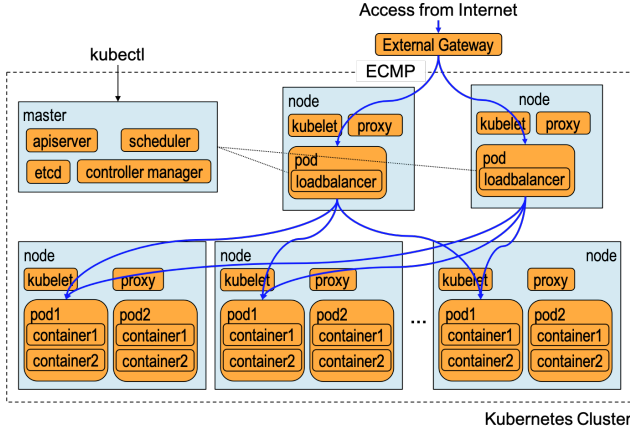 Access from Internet
External Gateway
kubectl
ECMP
master
apiserver
scheduler
etcd
controller manager
node
kubelet
proxy
pod
loadbalancer
node
kubelet
proxy
pod
loadbalancer
node
kubelet
proxy
pod1
container1
container2
pod2
container1
container2
node
kubelet
proxy
pod1
container1
container2
pod2
container1
container2
...
node
kubelet
proxy
pod1
container1
container2
pod2
container1
container2
Kubernetes Cluster